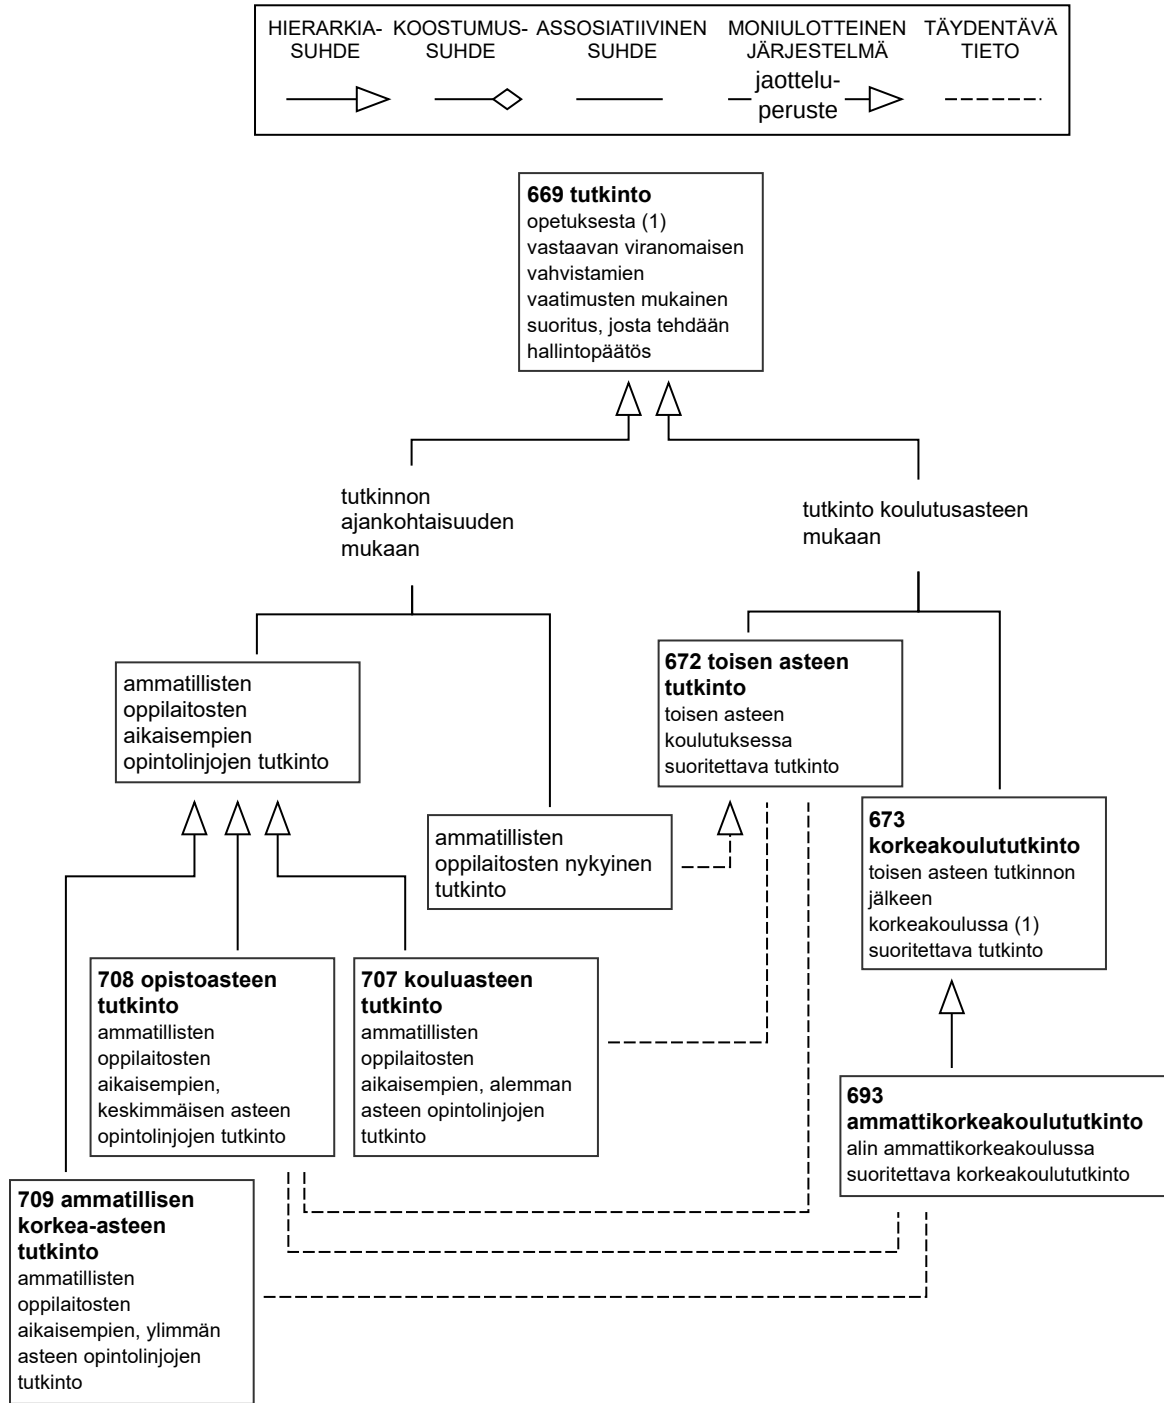 HIERARKIA-
SUHDE
KOOSTUMUS-
SUHDE
ASSOSIATIIVINEN
SUHDE
MONIULOTTEINEN
JÄRJESTELMÄ
jaottelu-
peruste
TÄYDENTÄVÄ
TIETO
669 tutkinto
opetuksesta (1)
vastaavan viranomaisen
vahvistamien
vaatimusten mukainen
suoritus, josta tehdään
hallintopäätös
tutkinnon
ajankohtaisuuden
mukaan
tutkinto koulutusasteen
mukaan
ammatillisten
oppilaitosten
aikaisempien
opintolinjojen tutkinto
672 toisen asteen
tutkinto
toisen asteen
koulutuksessa
suoritettava tutkinto
ammatillisten
oppilaitosten nykyinen
tutkinto
673
korkeakoulututkinto
toisen asteen tutkinnon
jälkeen
korkeakoulussa (1)
suoritettava tutkinto
708 opistoasteen
tutkinto
ammatillisten
oppilaitosten
aikaisempien,
keskimmäisen asteen
opintolinjojen tutkinto
707 kouluasteen
tutkinto
ammatillisten
oppilaitosten
aikaisempien, alemman
asteen opintolinjojen
tutkinto
693
ammattikorkeakoulututkinto
alin ammattikorkeakoulussa
suoritettava korkeakoulututkinto
709 ammatillisen
korkea-asteen
tutkinto
ammatillisten
oppilaitosten
aikaisempien, ylimmän
asteen opintolinjojen
tutkinto